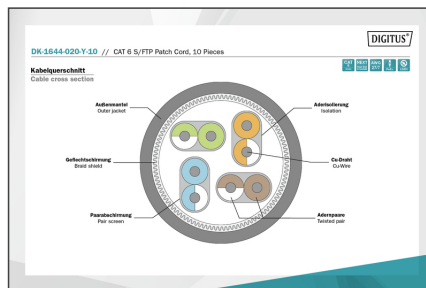 DIGITUS®
DK-1644-020-Y-10 // CAT 6 S/FTP Patch Cord, 10 Pieces
Kabelquerschnitt
Cable cross section
Außenmantel
Outer jacket
Aderisolierung
Isolation
Geflechtschirmung
Braid shield
Cu-Draht
Cu-Wire
Paarabschirmung
Pair screen
Adernpaare
Twisted pair